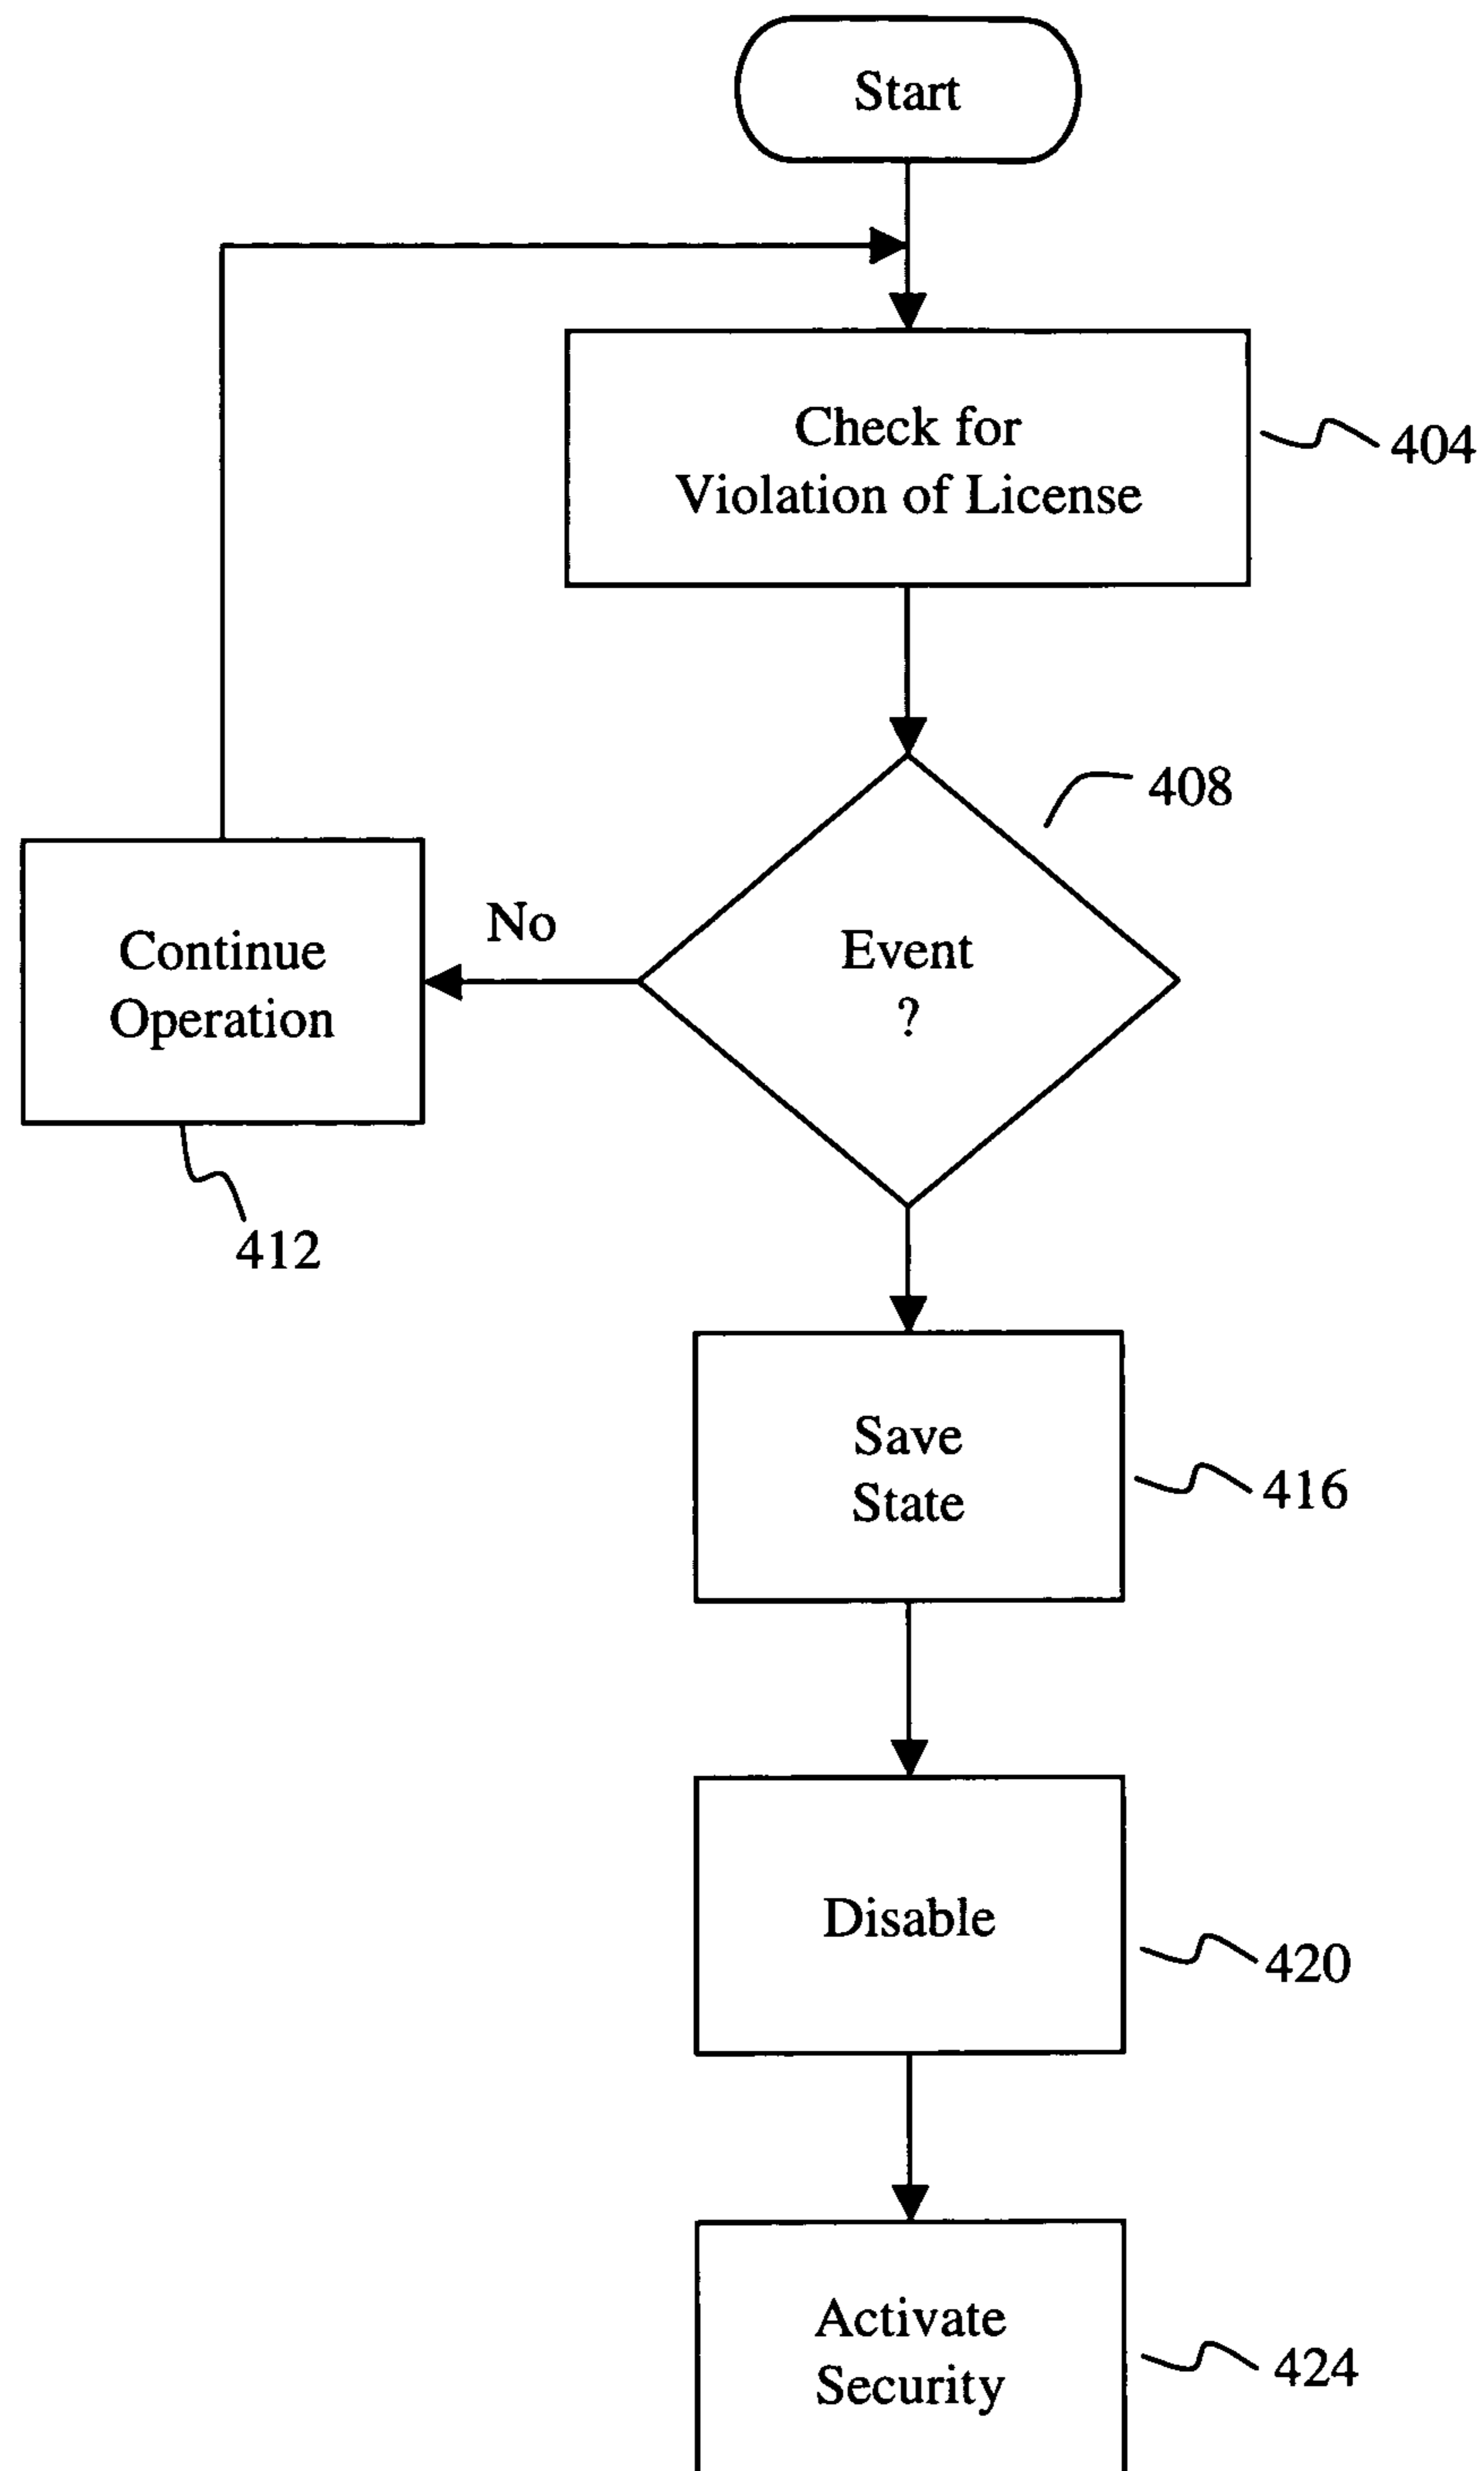 Start
Check for
Violation of License
404
408
Event
?
No
Continue
Operation
412
Save
State
416
Disable
420
Activate
Security
424